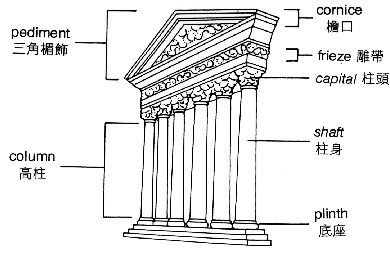 pediment
三角楣飾
column
高柱
cornice
檐口
frieze 雕帶
capital 柱頭
shaft
柱身
plinth
底座